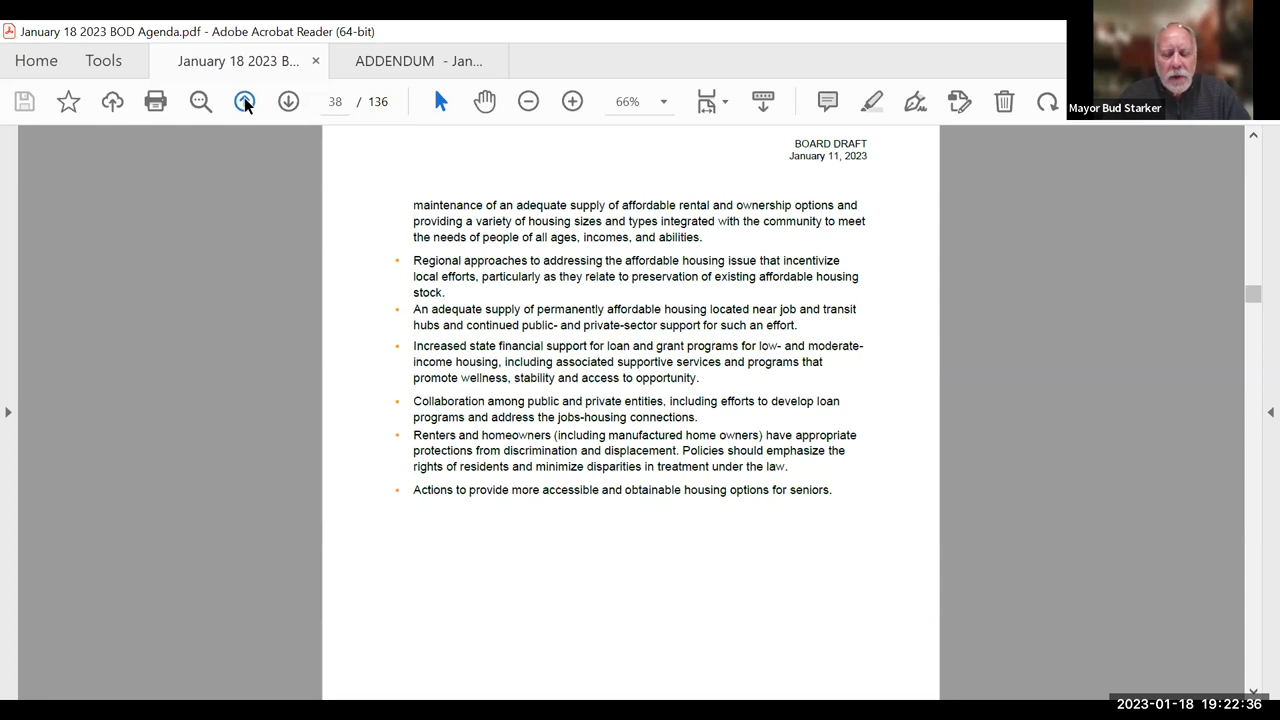 January 18 2023 BOD Agenda.pdf - Adobe Acrobat Reader (64-bit)
Home
Tools
January 18 2023 B... ×
ADDENDUM - Jan...
38 / 136
66%
Mayor Bud Starker
BOARD DRAFT
January 11, 2023
maintenance of an adequate supply of affordable rental and ownership options and
providing a variety of housing sizes and types integrated with the community to meet
the needs of people of all ages, incomes, and abilities.
• Regional approaches to addressing the affordable housing issue that incentivize
local efforts, particularly as they relate to preservation of existing affordable housing
stock.
• An adequate supply of permanently affordable housing located near job and transit
hubs and continued public- and private-sector support for such an effort.
• Increased state financial support for loan and grant programs for low- and moderate-
income housing, including associated supportive services and programs that
promote wellness, stability and access to opportunity.
• Collaboration among public and private entities, including efforts to develop loan
programs and address the jobs-housing connections.
• Renters and homeowners (including manufactured home owners) have appropriate
protections from discrimination and displacement. Policies should emphasize the
rights of residents and minimize disparities in treatment under the law.
• Actions to provide more accessible and obtainable housing options for seniors.
2023-01-18 19:22:36